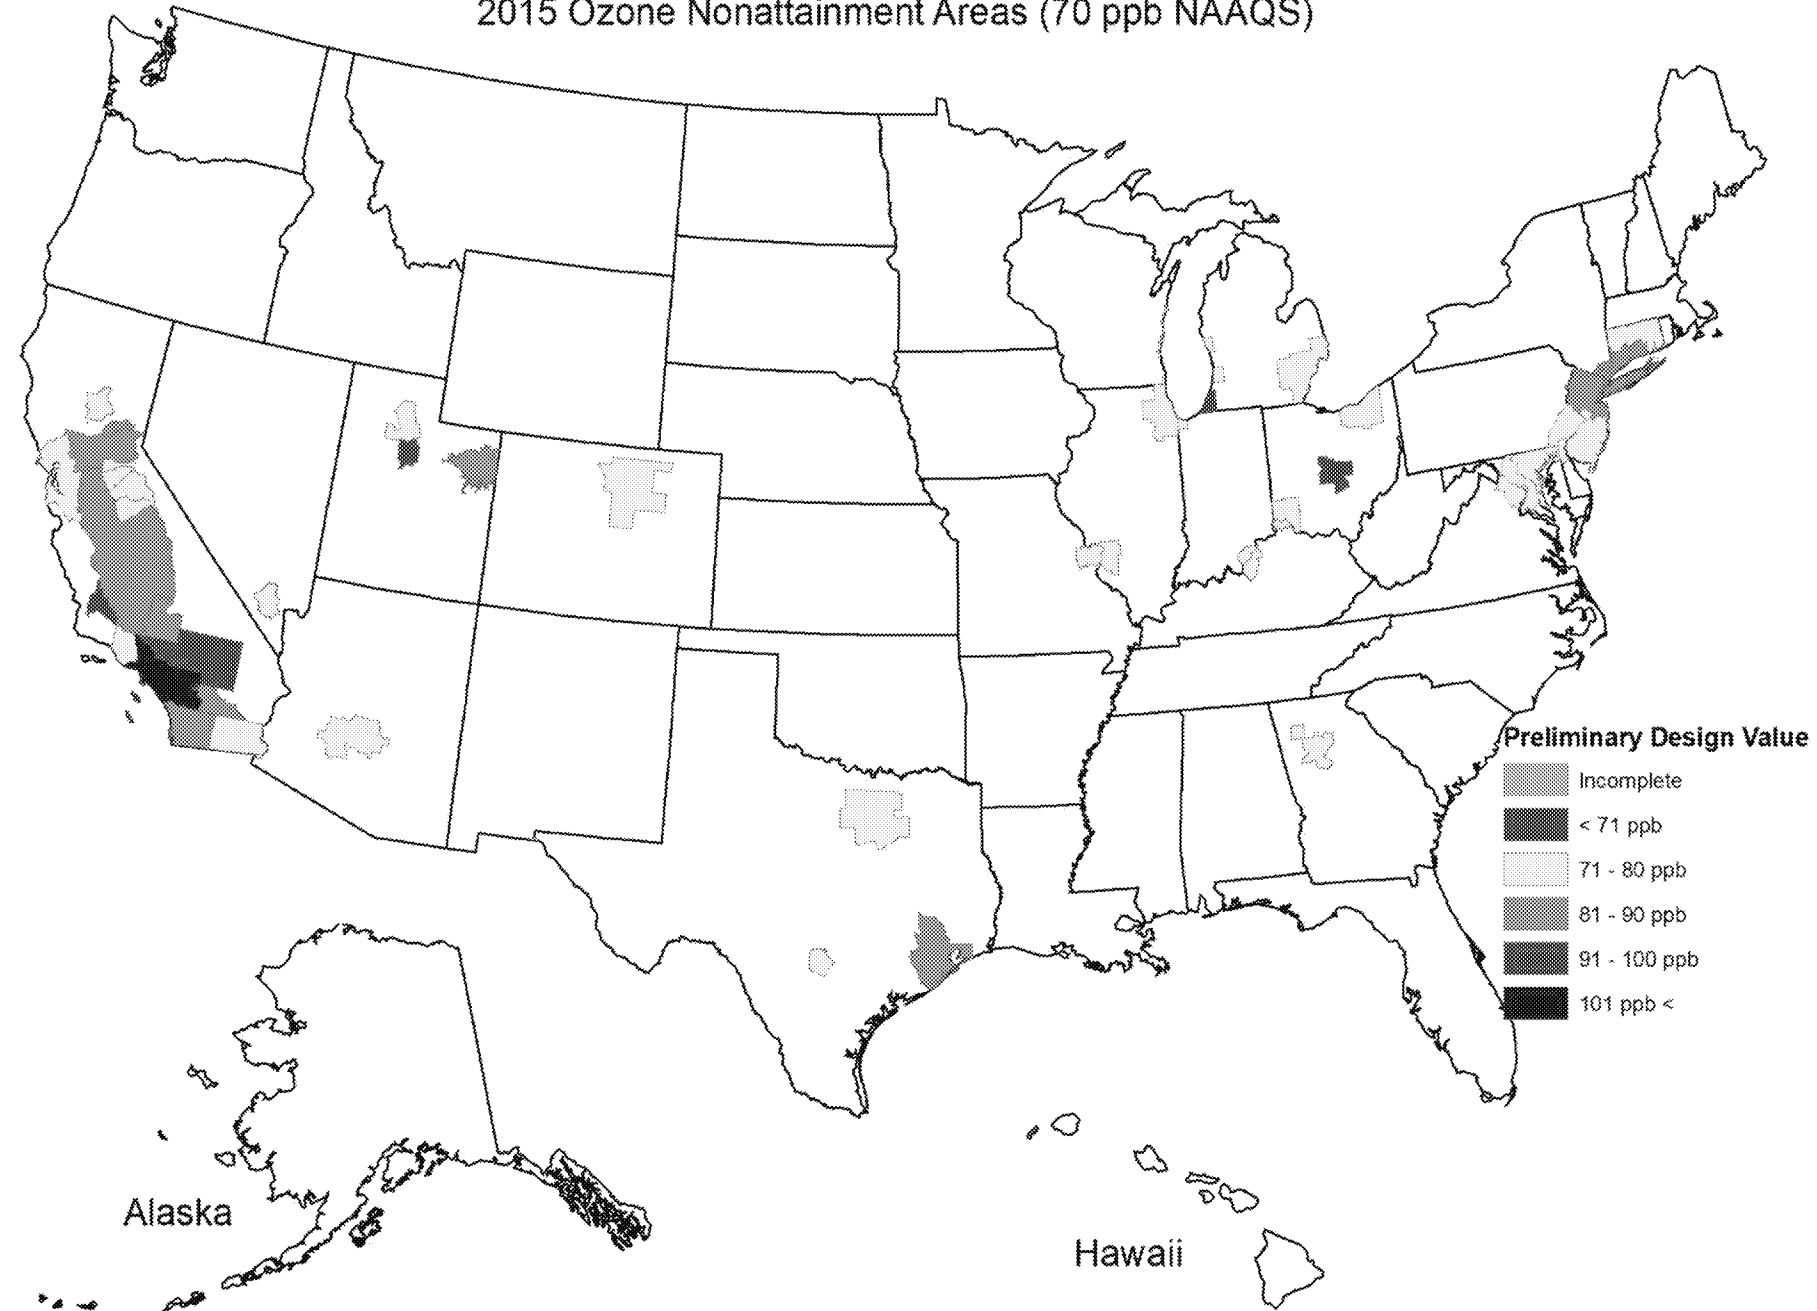 2015 Ozone Nonattainment Areas (70 ppb NAAQS)
Preliminary Design Value
Incomplete
< 71 ppb
71 - 80 ppb
81 - 90 ppb
91 - 100 ppb
101 ppb <
Alaska
Hawaii